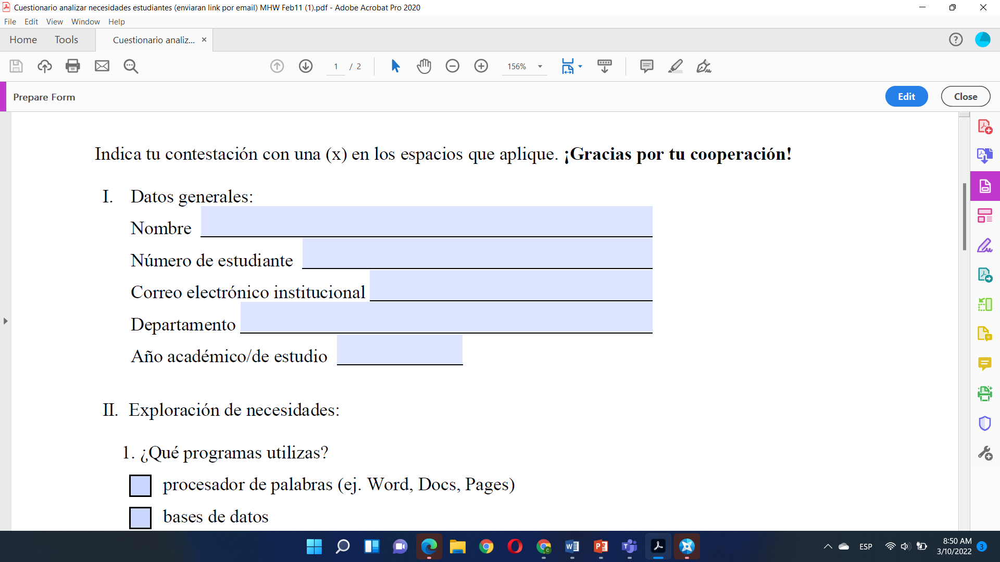 Cuestionario analizar necesidades estudiantes (enviaran link por email) MHW Feb11 (1).pdf - Adobe Acrobat Pro 2020
File Edit View Window Help
Home Tools Cuestionario analiz... ×
1 / 2 156%
Prepare Form Edit Close
Indica tu contestación con una (x) en los espacios que aplique. ¡Gracias por tu cooperación!
I. Datos generales:
Nombre
Número de estudiante
Correo electrónico institucional
Departamento
Año académico/de estudio
II. Exploración de necesidades:
1. ¿Qué programas utilizas?
procesador de palabras (ej. Word, Docs, Pages)
bases de datos
ESP 8:50 AM
3/10/2022 3